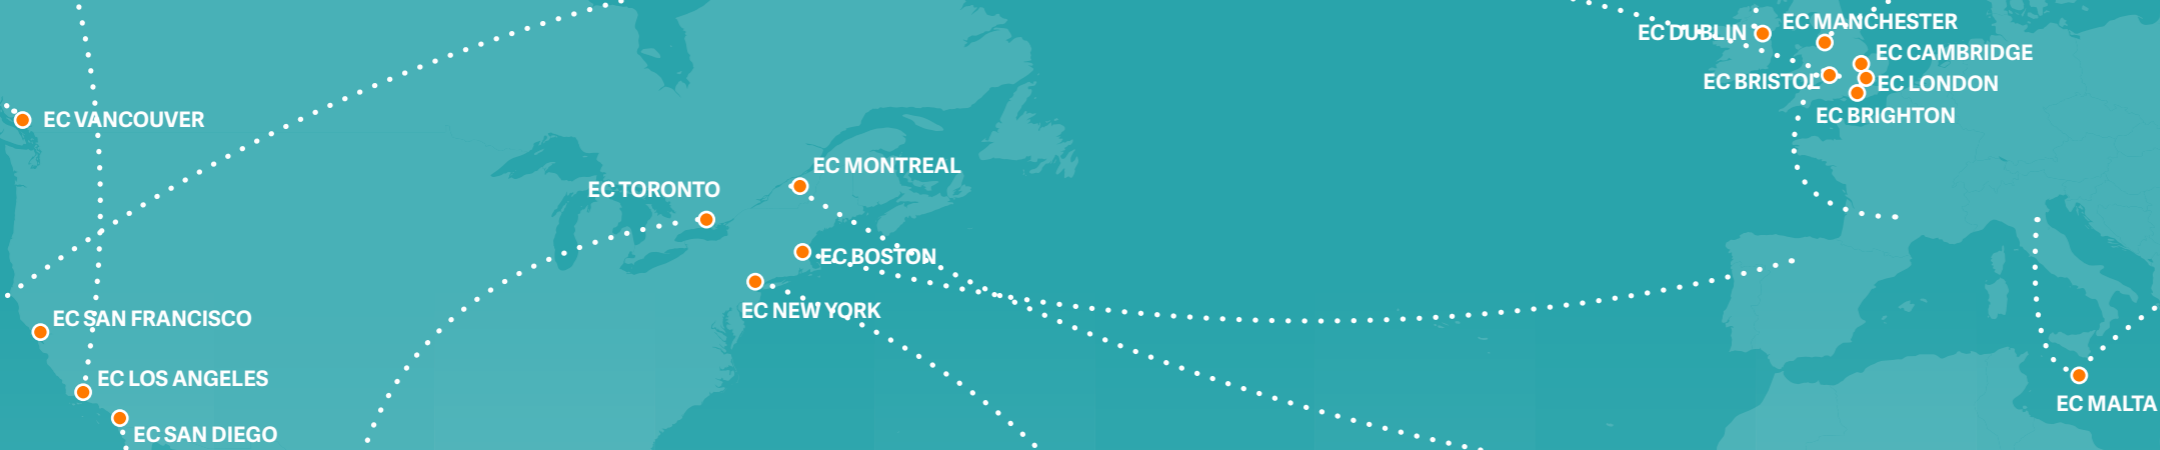 EC VANCOUVER
EC SAN FRANCISCO
EC LOS ANGELES
EC SAN DIEGO
EC TORONTO
EC MONTREAL
EC BOSTON
EC NEW YORK
EC DUBLIN
EC MANCHESTER
EC CAMBRIDGE
EC BRISTOL
EC LONDON
EC BRIGHTON
EC MALTA